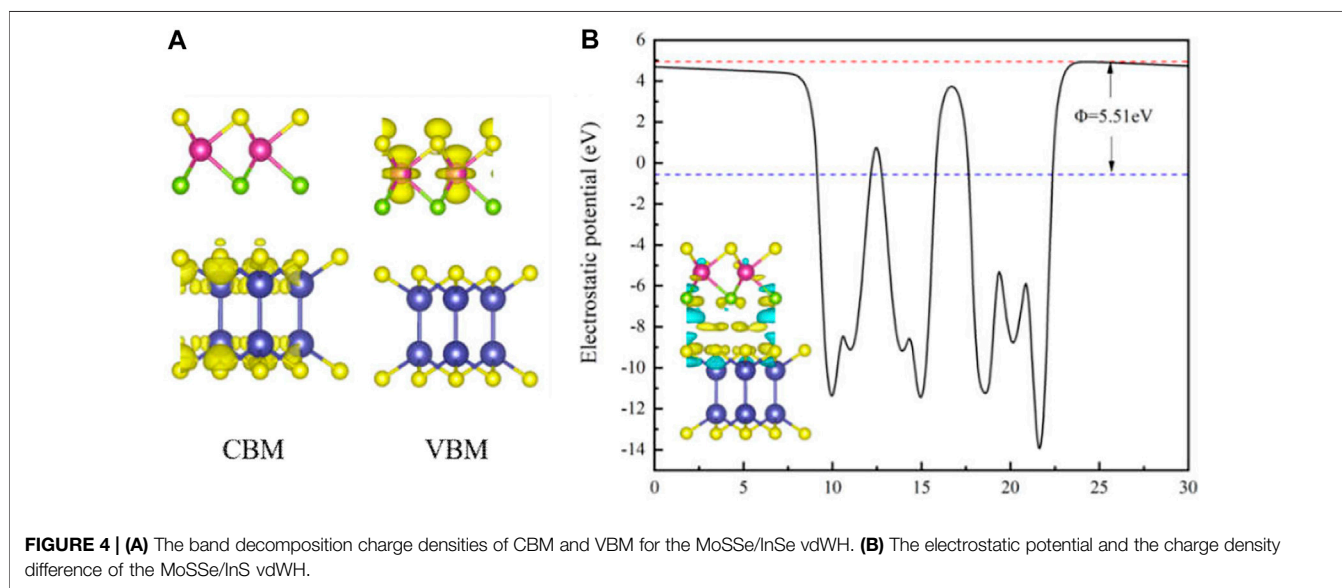 A
CBM
VBM
B
Electrostatic potential (eV)
6
4
2
0
-2
-4
-6
-8
-10
-12
-14
Φ=5.51eV
0
5
10
15
20
25
30
FIGURE 4 | (A) The band decomposition charge densities of CBM and VBM for the MoSSe/InSe vdWH. (B) The electrostatic potential and the charge density
difference of the MoSSe/InS vdWH.